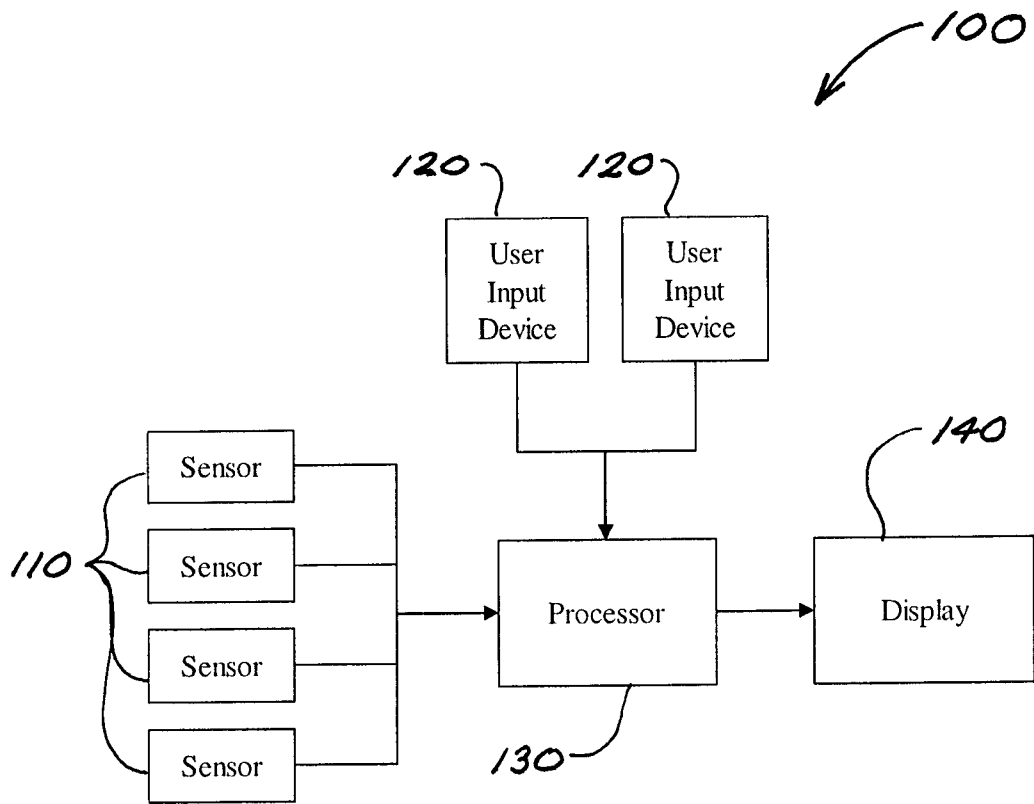 100
120
120
User
Input
Device
User
Input
Device
140
Sensor
Sensor
Sensor
Sensor
110
Processor
Display
130